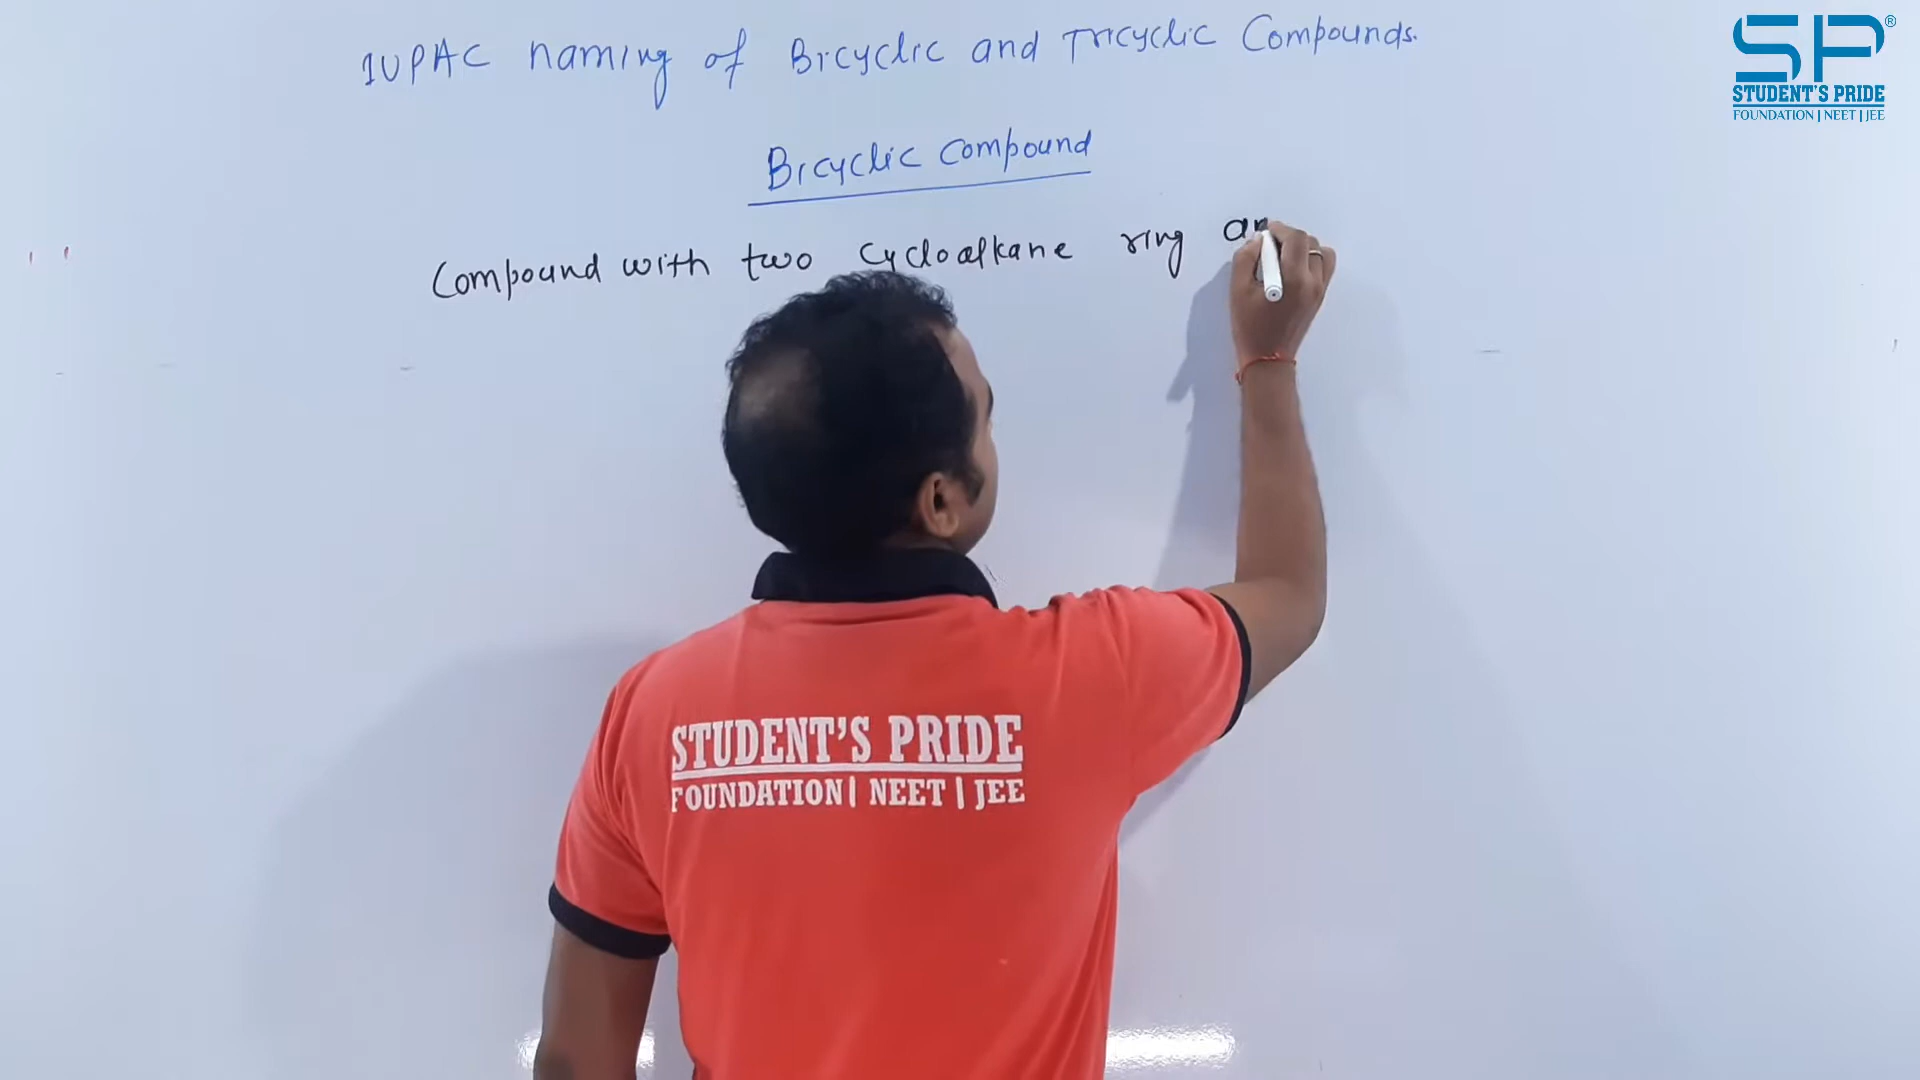 IUPAC naming of Bicyclic and Tricyclic Compounds.
Bicyclic Compound
Compound with two Cycloalkane ring
SP®
STUDENT'S PRIDE
FOUNDATION | NEET | JEE
STUDENT'S PRIDE
FOUNDATION | NEET | JEE